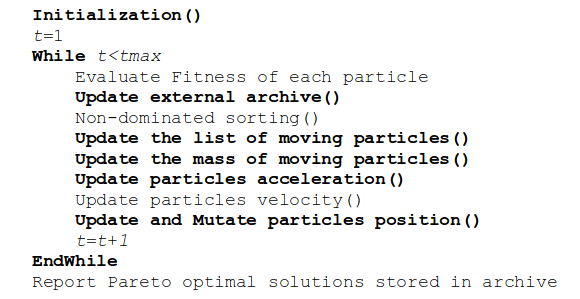 Initialization()
t=1
While t<tmax
Evaluate Fitness of each particle
Update external archive()
Non-dominated sorting()
Update the list of moving particles()
Update the mass of moving particles()
Update particles acceleration()
Update particles velocity()
Update and Mutate particles position()
t=t+1
EndWhile
Report Pareto optimal solutions stored in archive